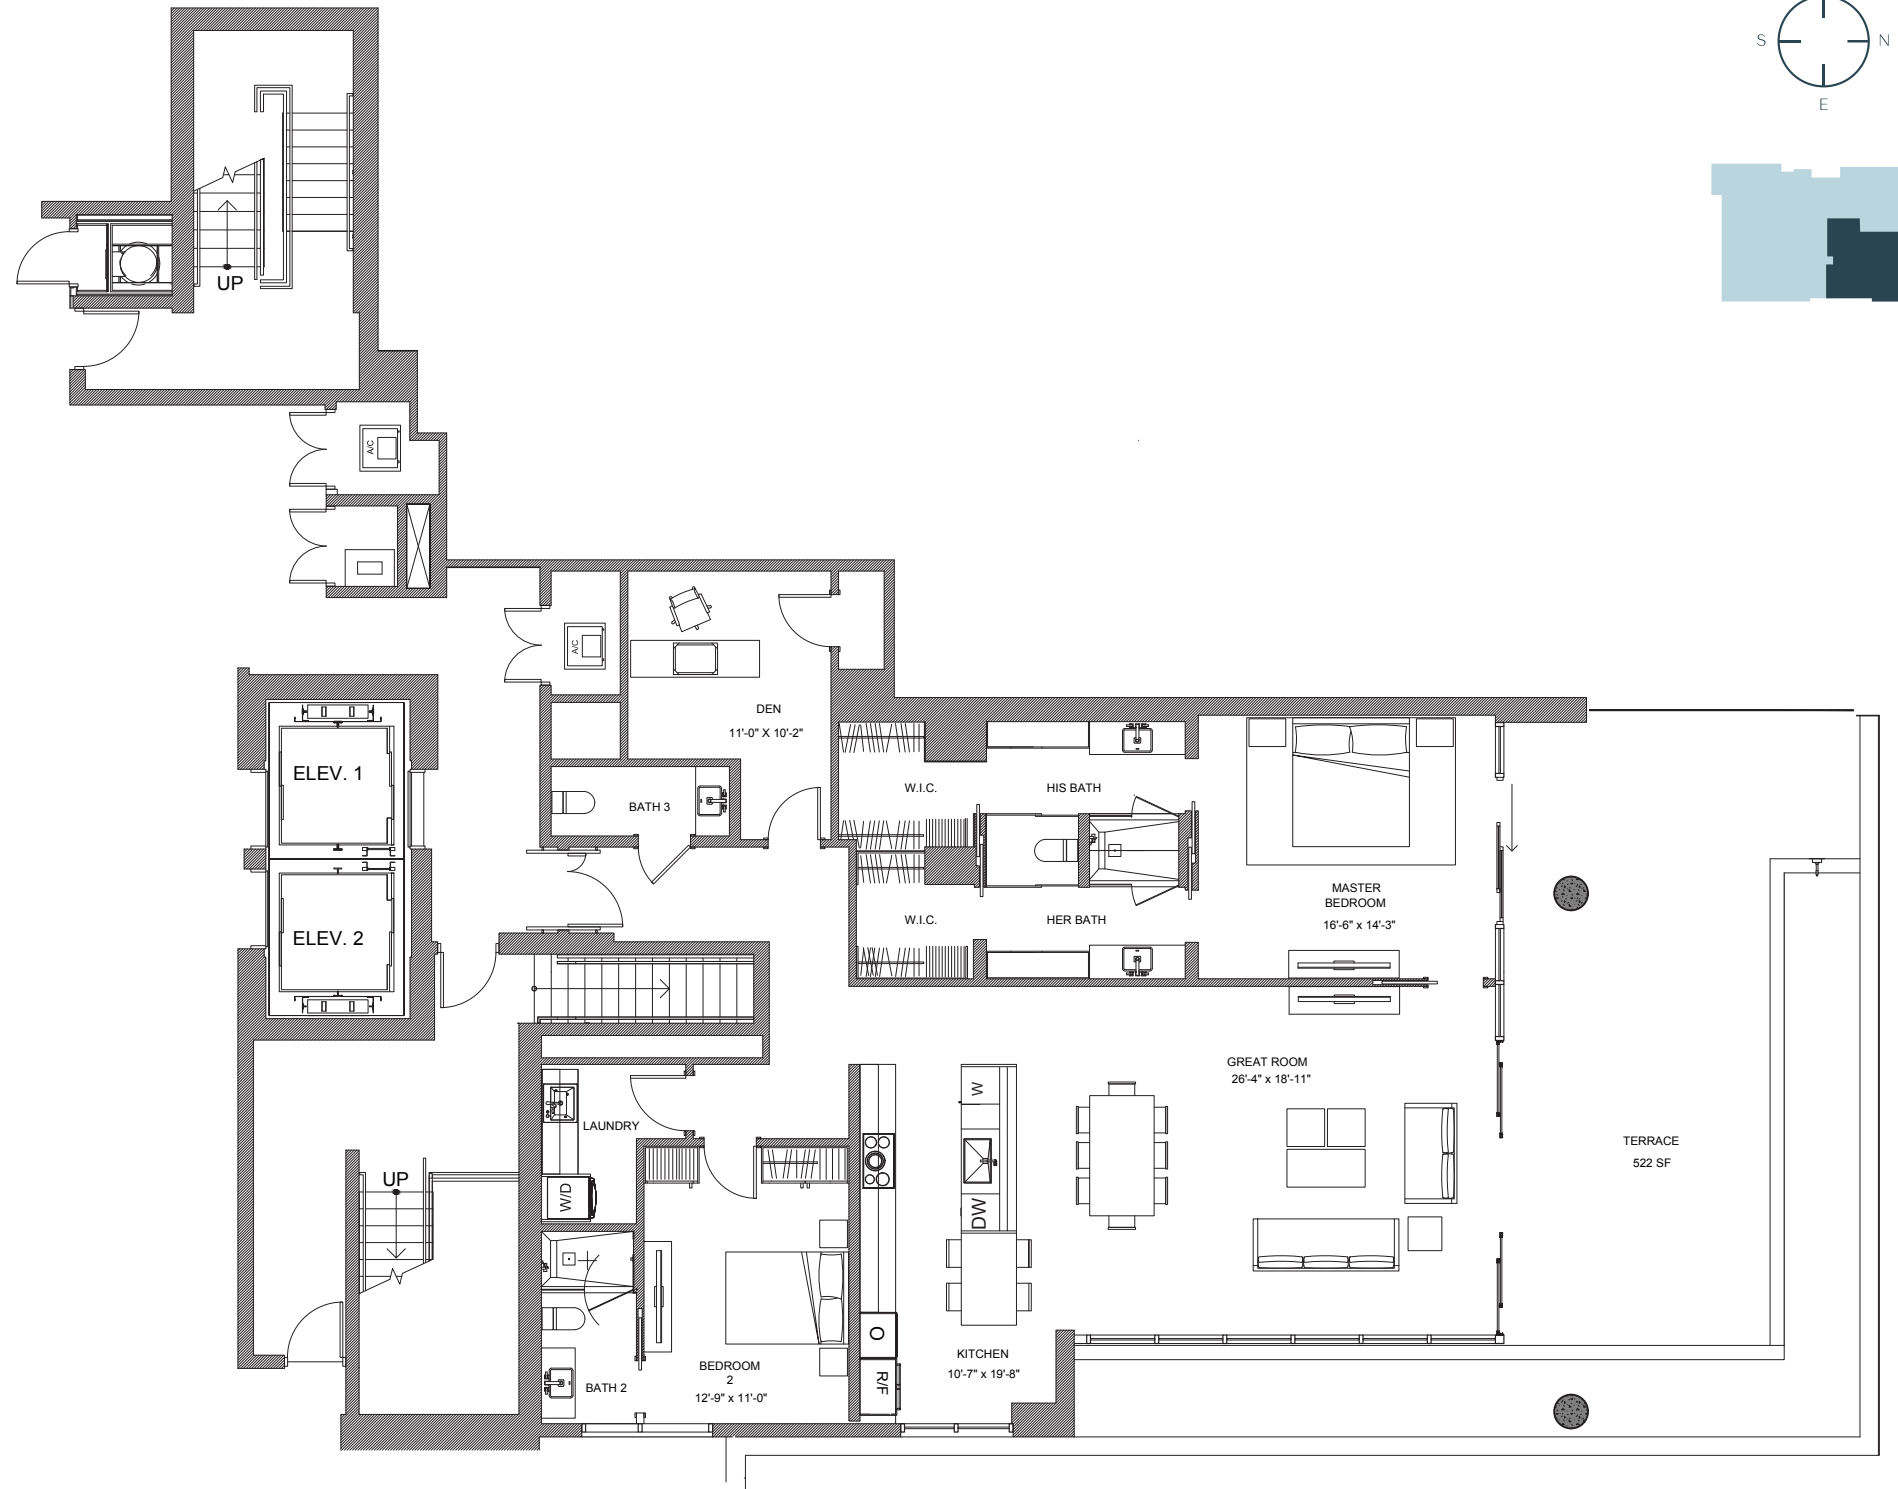 S
N
E
UP
A/C
A/C
DEN
11'-0" X 10'-2"
ELEV. 1
BATH 3
W.I.C.
HIS BATH
MASTER
BEDROOM
16'-6" x 14'-3"
W.I.C.
HER BATH
ELEV. 2
GREAT ROOM
26'-4" x 18'-11"
W
LAUNDRY
TERRACE
522 SF
UP
W/D
DW
O
KITCHEN
10'-7" x 19'-8"
R/F
BEDROOM
2
12'-9" x 11'-0"
BATH 2